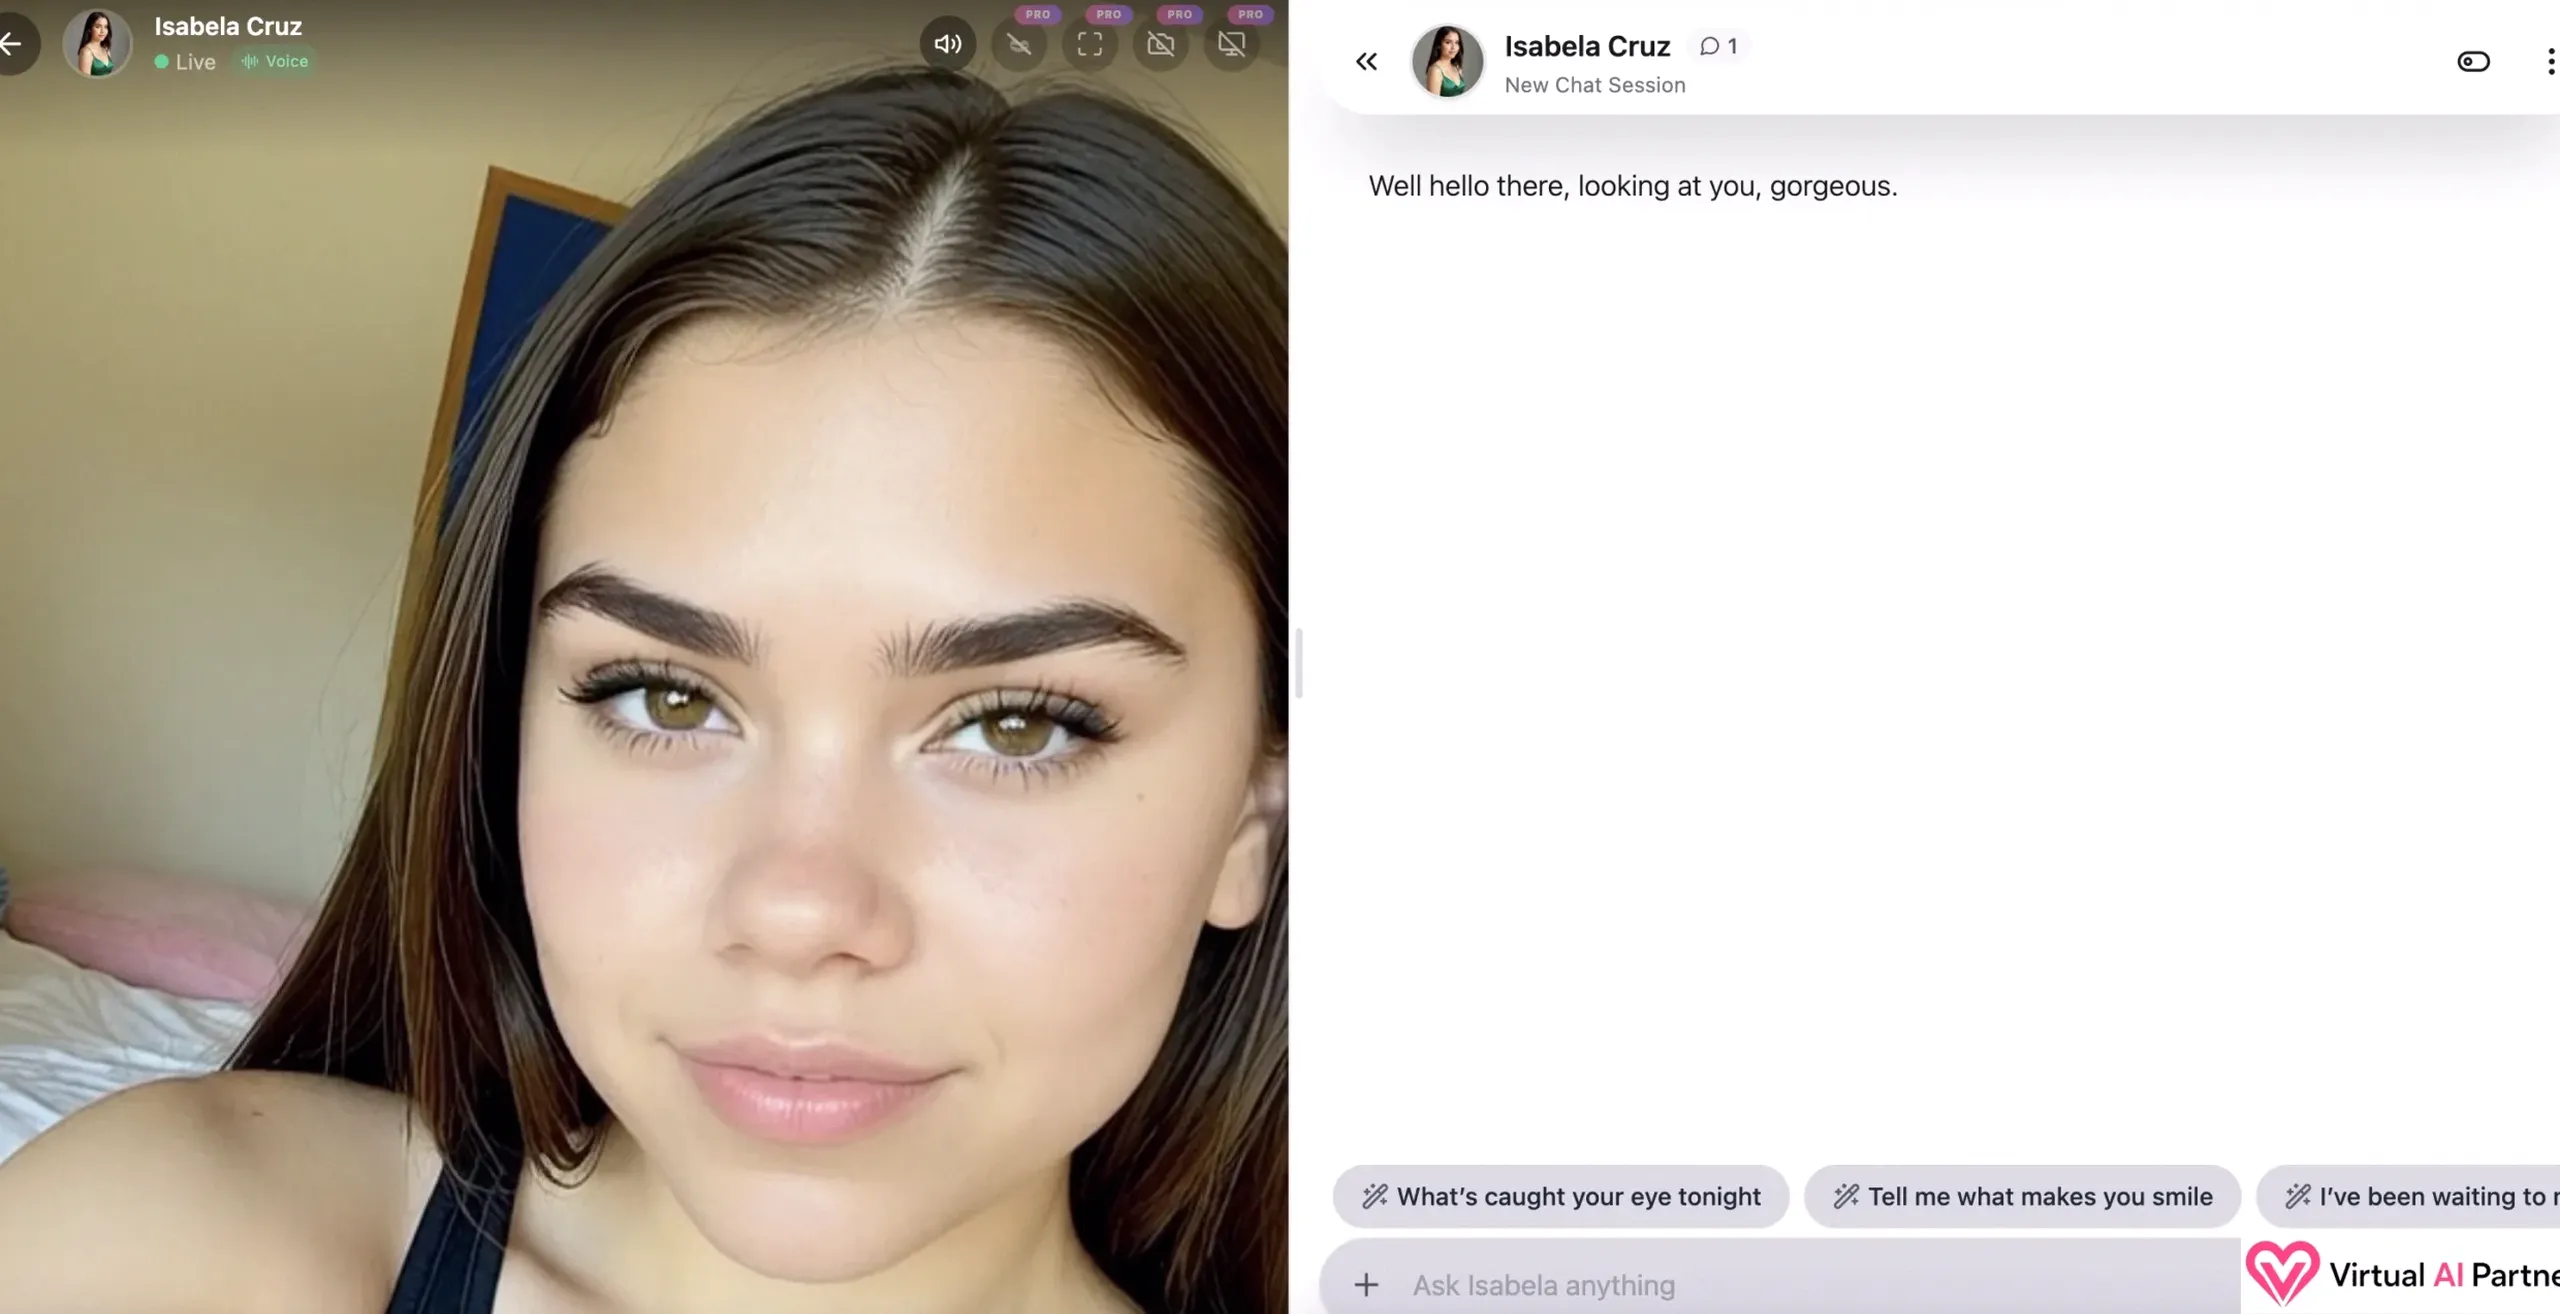 Isabela Cruz
Live
Voice
PRO
PRO
PRO
PRO
Isabela Cruz
1
New Chat Session
Well hello there, looking at you, gorgeous.
What's caught your eye tonight
Tell me what makes you smile
I've been waiting to
Ask Isabela anything
Virtual AI Partne